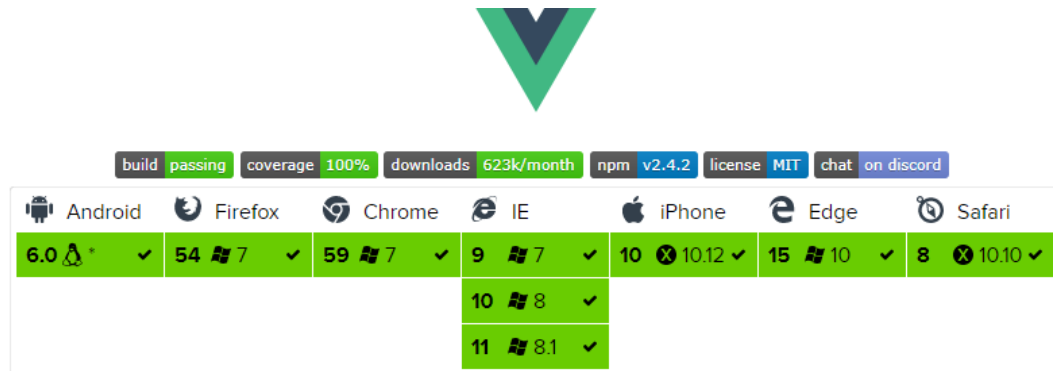 build passing coverage 100% downloads 623k/month npm v2.4.2 license MIT chat on discord
Android Firefox Chrome IE iPhone Edge Safari
6.0 * ✔ 54 7 ✔ 59 7 ✔ 9 7 ✔ 10 10.12 ✔ 15 10 ✔ 8 10.10 ✔
10 8 ✔
11 8.1 ✔